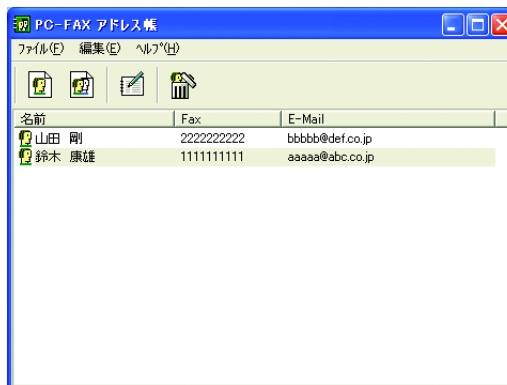 PC-FAX アドレス帳
ファイル(F) 編集(E) ヘルプ(H)
名前 Fax E-Mail
山田 剛 2222222222 bbbbb@def.co.jp
鈴木 康雄 1111111111 aaaaa@abc.co.jp